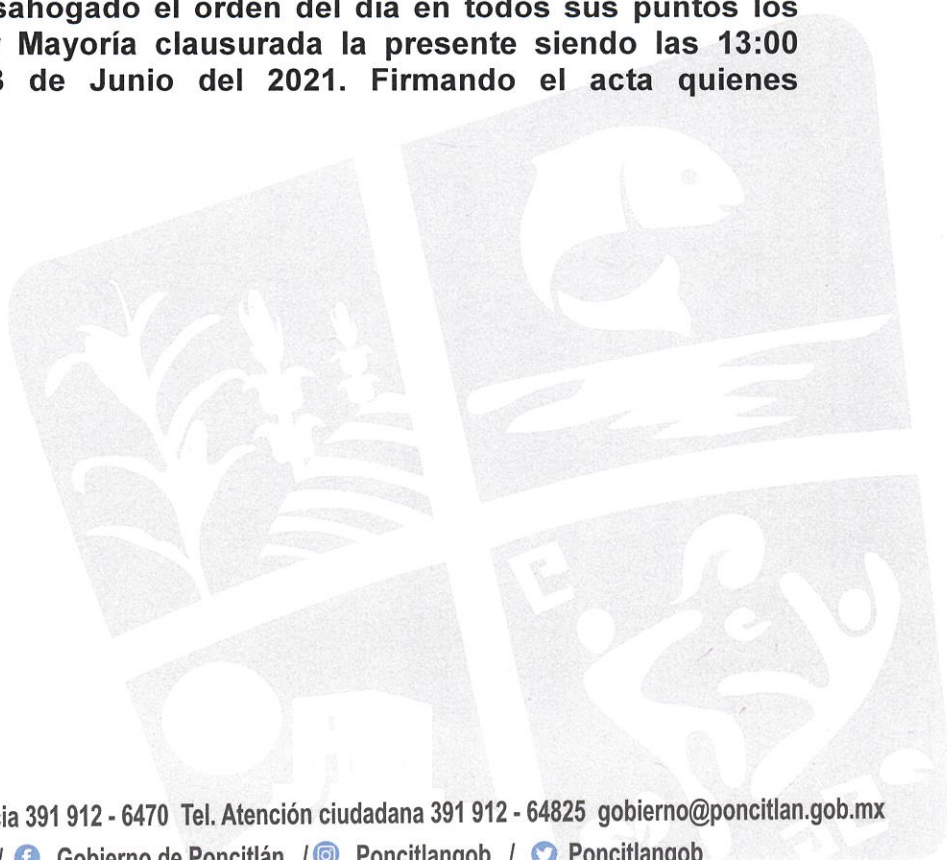 sahogado el orden del día en todos sus puntos los
Mayoría clausurada la presente siendo las 13:00
de Junio del 2021. Firmando el acta quienes
cia 391 912 - 6470 Tel. Atención ciudadana 391 912 - 64825 gobierno@poncitlan.gob.mx
/ Gobierno de Poncitlán / Poncitlangob / Poncitlangob